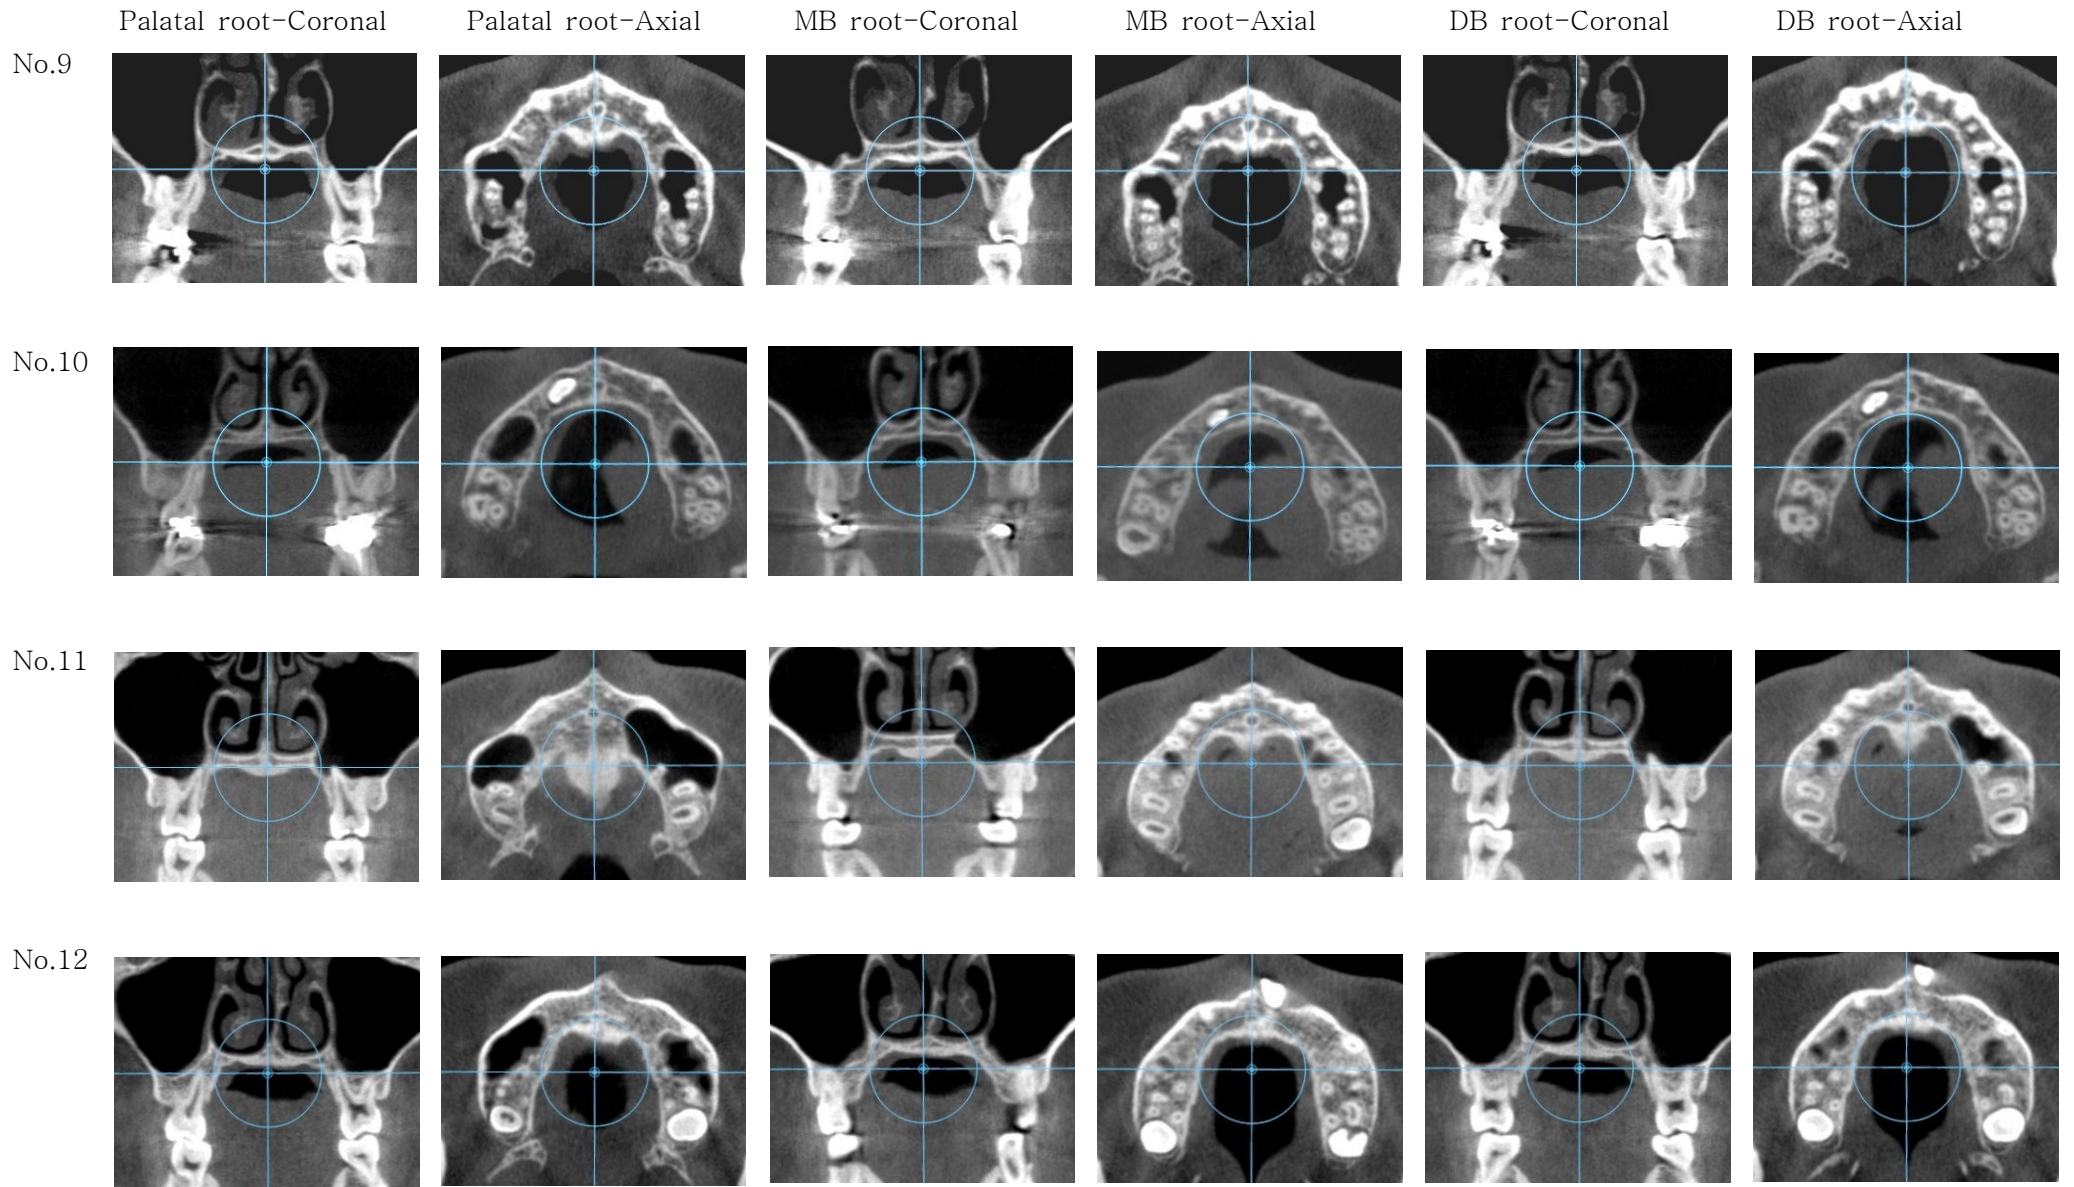 Palatal root-Coronal Palatal root-Axial MB root-Coronal MB root-Axial DB root-Coronal DB root-Axial
No.9
No.10
No.11
No.12